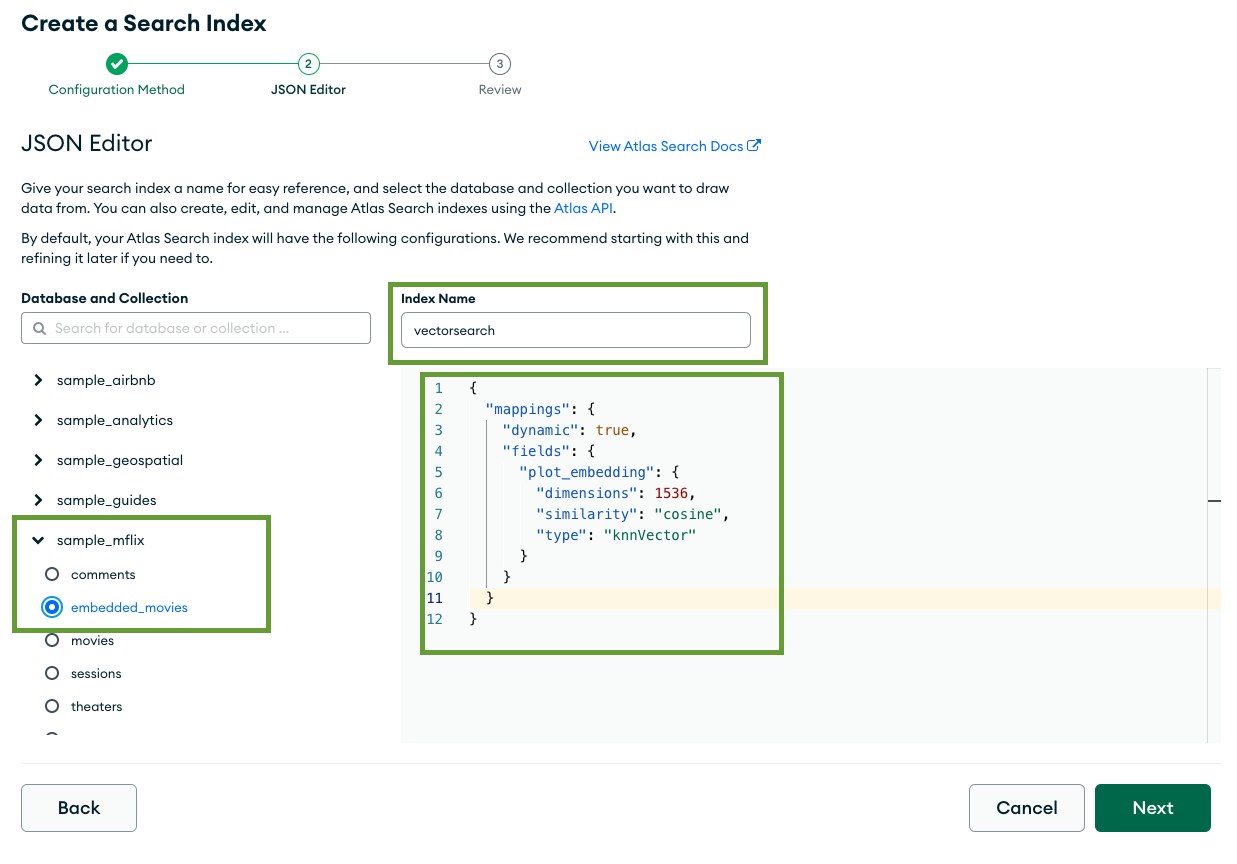 Create a Search Index
2
3
Configuration Method
JSON Editor
Review
JSON Editor
View Atlas Search Docs
Give your search index a name for easy reference, and select the database and collection you want to draw
data from. You can also create, edit, and manage Atlas Search indexes using the Atlas API.
By default, your Atlas Search index will have the following configurations. We recommend starting with this and
refining it later if you need to.
Database and Collection
Search for database or collection ...
sample_airbnb
sample_analytics
sample_geospatial
sample_guides
sample_mflix
comments
embedded_movies
movies
sessions
theaters
Index Name
vectorsearch
1 {
2 "mappings": {
3 "dynamic": true,
4 "fields": {
5 "plot_embedding": {
6 "dimensions": 1536,
7 "similarity": "cosine",
8 "type": "knnVector"
9 }
10 }
11 }
12 }
Back
Cancel
Next